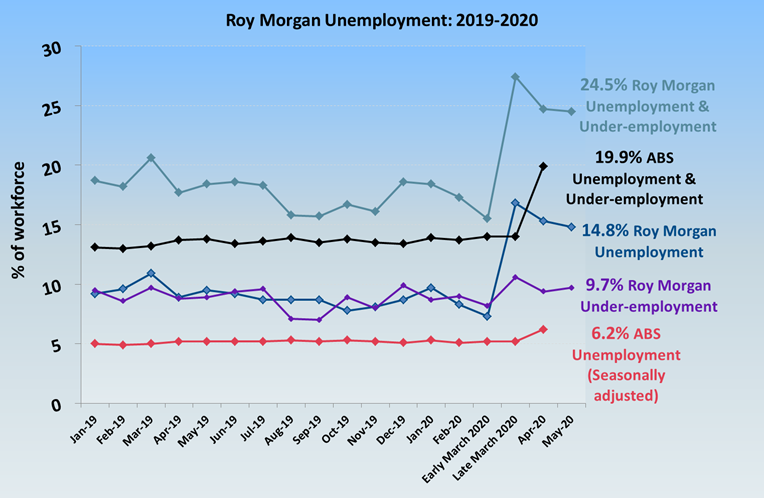 Roy Morgan Unemployment: 2019-2020
30
25
20
15
10
5
0
% of workforce
24.5% Roy Morgan
Unemployment &
Under-employment
19.9% ABS
Unemployment &
Under-employment
14.8% Roy Morgan
Unemployment
9.7% Roy Morgan
Under-employment
6.2% ABS
Unemployment
(Seasonally
adjusted)
Jan-19
Feb-19
Mar-19
Apr-19
May-19
Jun-19
Jul-19
Aug-19
Sep-19
Oct-19
Nov-19
Dec-19
Jan-20
Feb-20
Early March 2020
Late March 2020
Apr-20
May-20